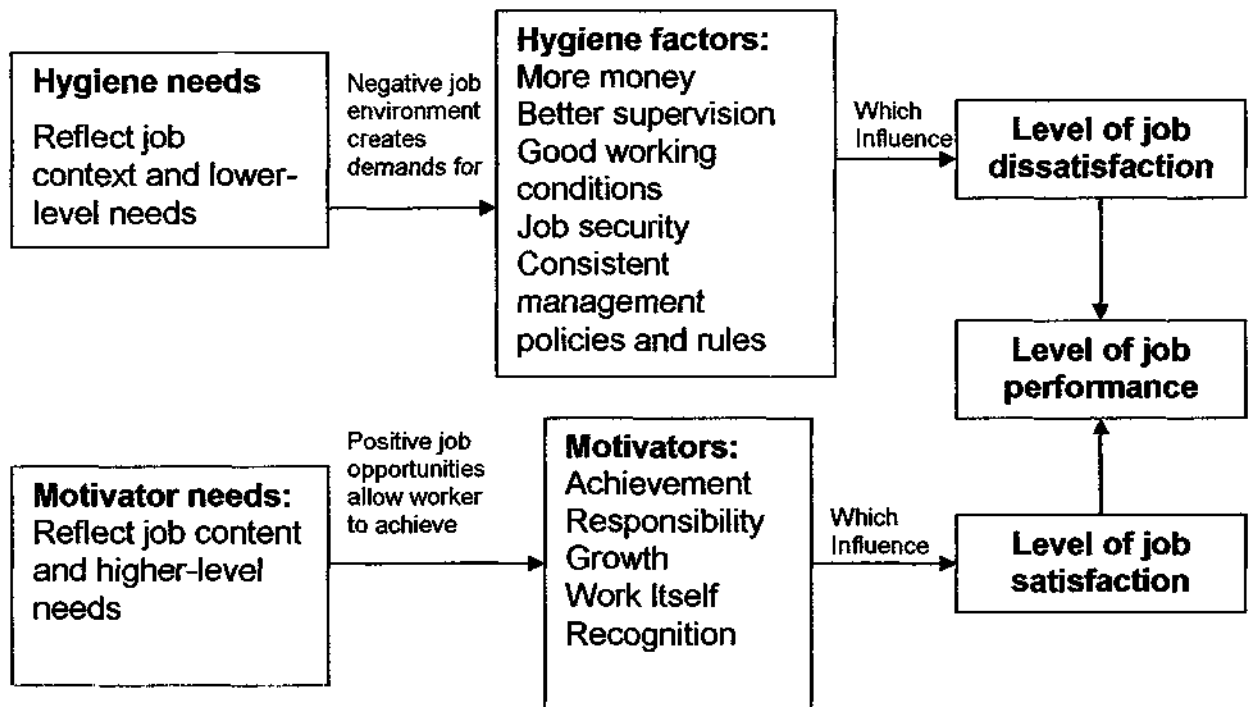 Hygiene needs
Reflect job
context and lower-
level needs
Negative job
environment
creates
demands for
Hygiene factors:
More money
Better supervision
Good working
conditions
Job security
Consistent
management
policies and rules
Which
Influence
Level of job
dissatisfaction
Level of job
performance
Motivator needs:
Reflect job content
and higher-level
needs
Positive job
opportunities
allow worker
to achieve
Motivators:
Achievement
Responsibility
Growth
Work Itself
Recognition
Which
Influence
Level of job
satisfaction